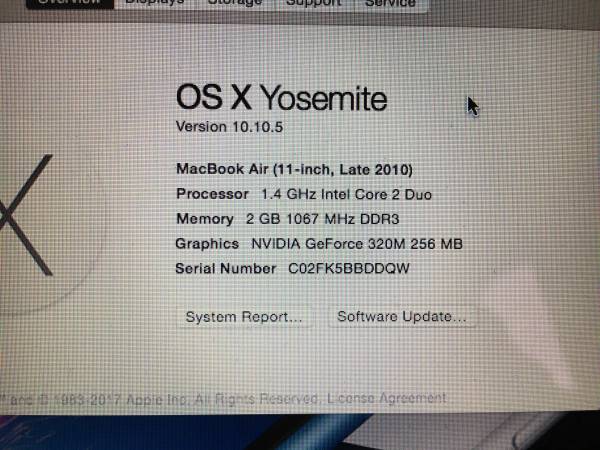 Overview Displays Storage Support Service
OS X Yosemite
Version 10.10.5
MacBook Air (11-inch, Late 2010)
Processor 1.4 GHz Intel Core 2 Duo
Memory 2 GB 1067 MHz DDR3
Graphics NVIDIA GeForce 320M 256 MB
Serial Number C02FK5BBDDQW
System Report... Software Update...
™ and © 1983-2017 Apple Inc. All Rights Reserved. License Agreement